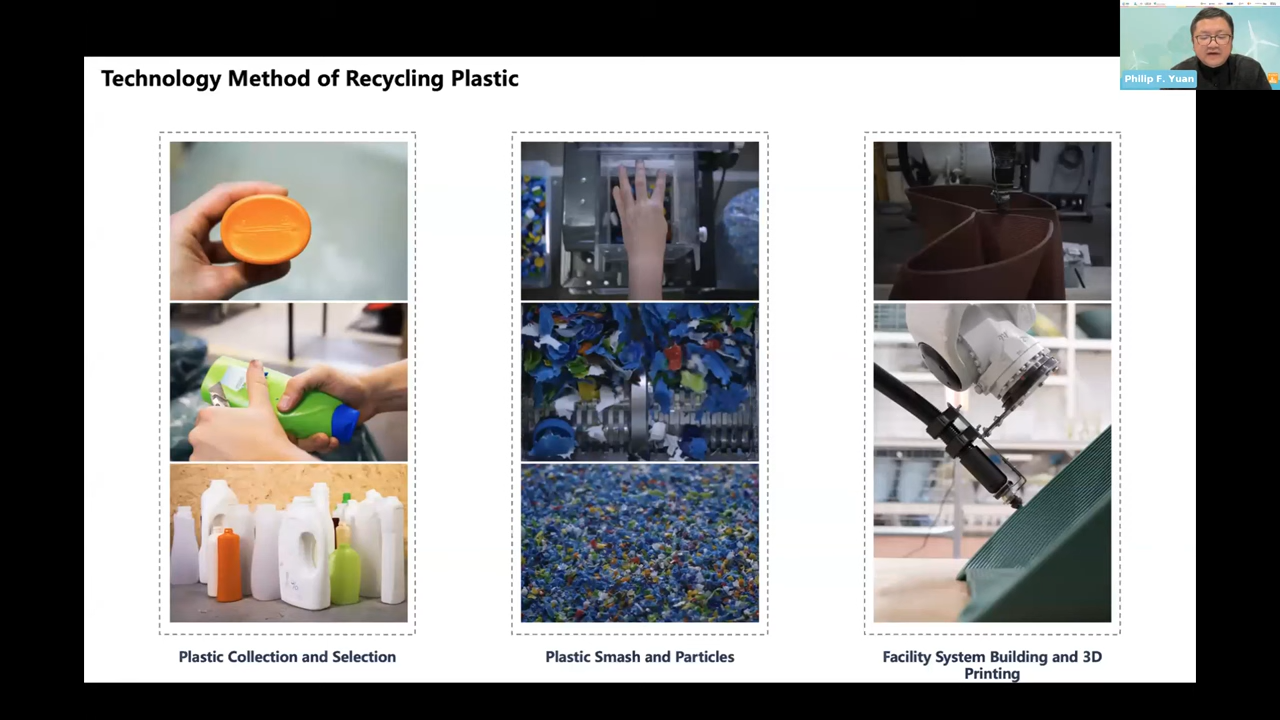 Technology Method of Recycling Plastic
Philip F. Yuan
Plastic Collection and Selection
Plastic Smash and Particles
Facility System Building and 3D
Printing